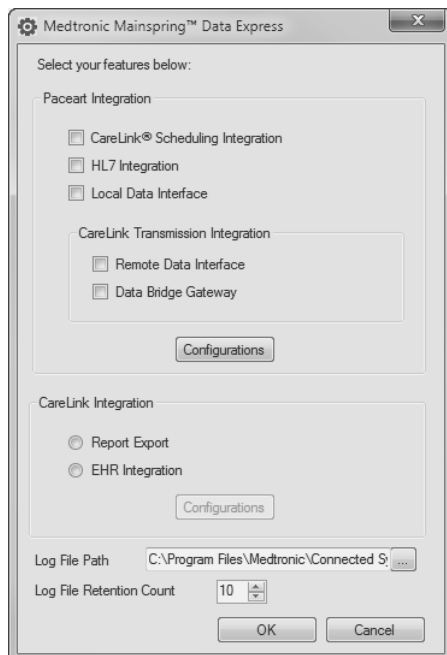 Medtronic Mainspring™ Data Express
Select your features below:
Paceart Integration
CareLink® Scheduling Integration
HL7 Integration
Local Data Interface
CareLink Transmission Integration
Remote Data Interface
Data Bridge Gateway
Configurations
CareLink Integration
Report Export
EHR Integration
Configurations
Log File Path C:\Program Files\Medtronic\Connected Sy ...
Log File Retention Count 10
OK Cancel